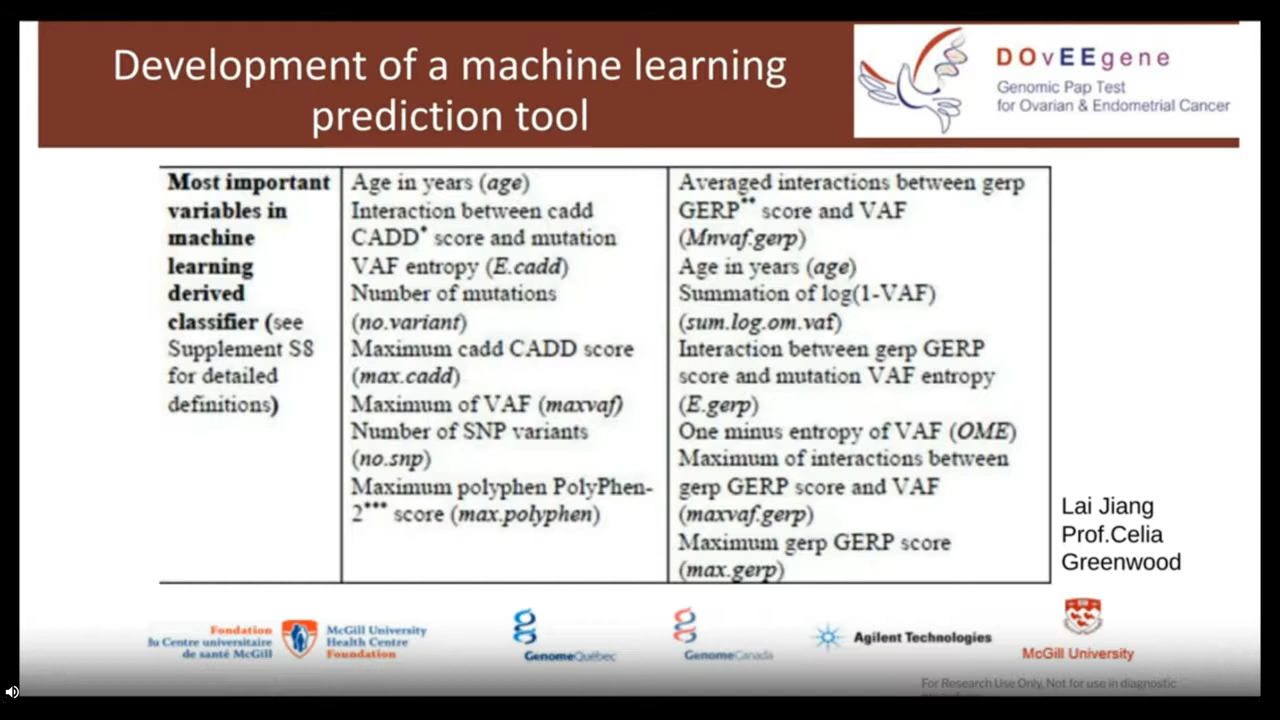 Development of a machine learning
prediction tool
DOvEEgene
Genomic Pap Test
for Ovarian & Endometrial Cancer
Most important
variables in
machine
learning
derived
classifier (see
Supplement S8
for detailed
definitions)
Age in years (age)
Interaction between cadd
CADD* score and mutation
VAF entropy (E.cadd)
Number of mutations
(no.variant)
Maximum cadd CADD score
(max.cadd)
Maximum of VAF (maxvaf)
Number of SNP variants
(no.snp)
Maximum polyphen PolyPhen-
2*** score (max.polyphen)
Averaged interactions between gerp
GERP** score and VAF
(Mnvaf.gerp)
Age in years (age)
Summation of log(1-VAF)
(sum.log.om.vaf)
Interaction between gerp GERP
score and mutation VAF entropy
(E.gerp)
One minus entropy of VAF (OME)
Maximum of interactions between
gerp GERP score and VAF
(maxvaf.gerp)
Maximum gerp GERP score
(max.gerp)
Lai Jiang
Prof.Celia
Greenwood
Fondation
du Centre universitaire
de santé McGill
McGill University
Health Centre
Foundation
GenomeQuébec
GenomeCanada
Agilent Technologies
McGill University
For Research Use Only. Not for use in diagnostic